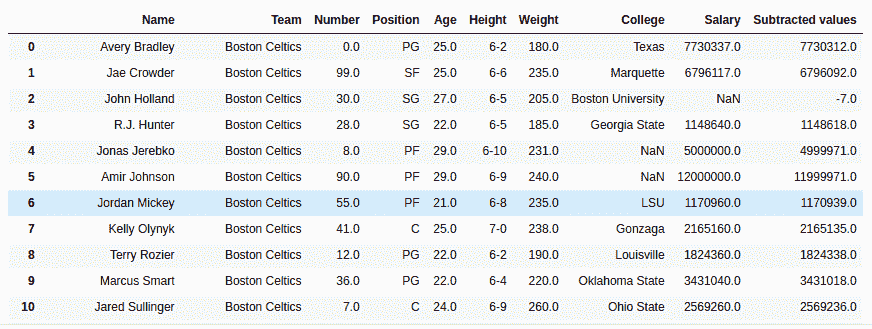 Name Team Number Position Age Height Weight College Salary Subtracted values
0 Avery Bradley Boston Celtics 0.0 PG 25.0 6-2 180.0 Texas 7730337.0 7730312.0
1 Jae Crowder Boston Celtics 99.0 SF 25.0 6-6 235.0 Marquette 6796117.0 6796092.0
2 John Holland Boston Celtics 30.0 SG 27.0 6-5 205.0 Boston University NaN -7.0
3 R.J. Hunter Boston Celtics 28.0 SG 22.0 6-5 185.0 Georgia State 1148640.0 1148618.0
4 Jonas Jerebko Boston Celtics 8.0 PF 29.0 6-10 231.0 NaN 5000000.0 4999971.0
5 Amir Johnson Boston Celtics 90.0 PF 29.0 6-9 240.0 NaN 12000000.0 11999971.0
6 Jordan Mickey Boston Celtics 55.0 PF 21.0 6-8 235.0 LSU 1170960.0 1170939.0
7 Kelly Olynyk Boston Celtics 41.0 C 25.0 7-0 238.0 Gonzaga 2165160.0 2165135.0
8 Terry Rozier Boston Celtics 12.0 PG 22.0 6-2 190.0 Louisville 1824360.0 1824338.0
9 Marcus Smart Boston Celtics 36.0 PG 22.0 6-4 220.0 Oklahoma State 3431040.0 3431018.0
10 Jared Sullinger Boston Celtics 7.0 C 24.0 6-9 260.0 Ohio State 2569260.0 2569236.0